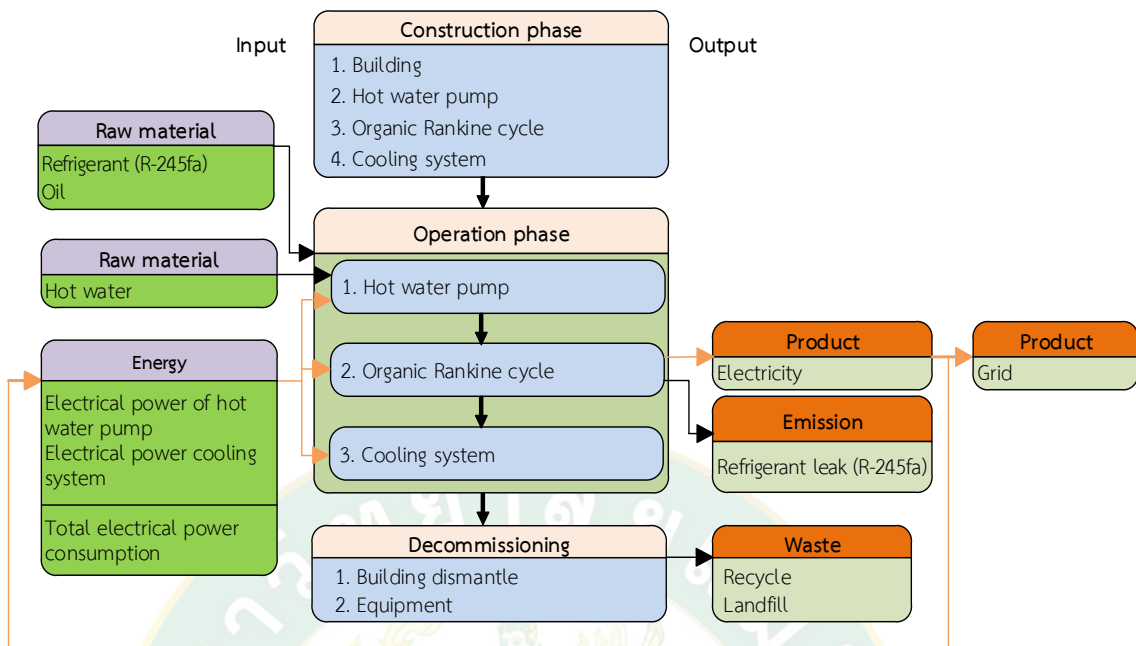 Input
Construction phase
Output
1. Building
2. Hot water pump
3. Organic Rankine cycle
4. Cooling system
Raw material
Refrigerant (R-245fa)
Oil
Raw material
Hot water
Energy
Electrical power of hot
water pump
Electrical power cooling
system
Total electrical power
consumption
Operation phase
1. Hot water pump
2. Organic Rankine cycle
3. Cooling system
Product
Electricity
Product
Grid
Emission
Refrigerant leak (R-245fa)
Decommissioning
1. Building dismantle
2. Equipment
Waste
Recycle
Landfill